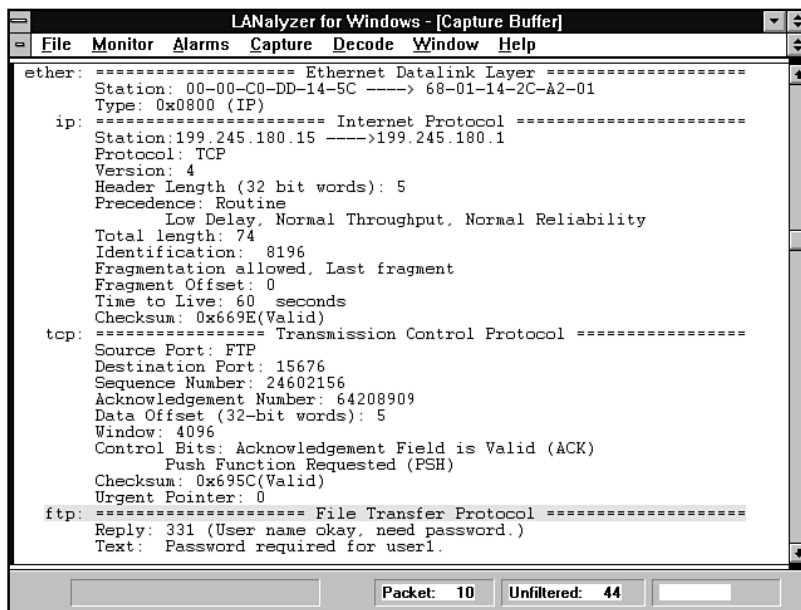 LANalyzer for Windows - [Capture Buffer]
File Monitor Alarms Capture Decode Window Help
ether: ==================== Ethernet Datalink Layer ====================
Station: 00-00-C0-DD-14-5C ----> 68-01-14-2C-A2-01
Type: 0x0800 (IP)
ip: ======================= Internet Protocol =======================
Station:199.245.180.15 ---->199.245.180.1
Protocol: TCP
Version: 4
Header Length (32 bit words): 5
Precedence: Routine
Low Delay, Normal Throughput, Normal Reliability
Total length: 74
Identification: 8196
Fragmentation allowed, Last fragment
Fragment Offset: 0
Time to Live: 60 seconds
Checksum: 0x669E(Valid)
tcp: ================= Transmission Control Protocol =================
Source Port: FTP
Destination Port: 15676
Sequence Number: 24602156
Acknowledgement Number: 64208909
Data Offset (32-bit words): 5
Window: 4096
Control Bits: Acknowledgement Field is Valid (ACK)
Push Function Requested (PSH)
Checksum: 0x695C(Valid)
Urgent Pointer: 0
ftp: ===================== File Transfer Protocol ====================
Reply: 331 (User name okay, need password.)
Text: Password required for user1.
Packet: 10 Unfiltered: 44